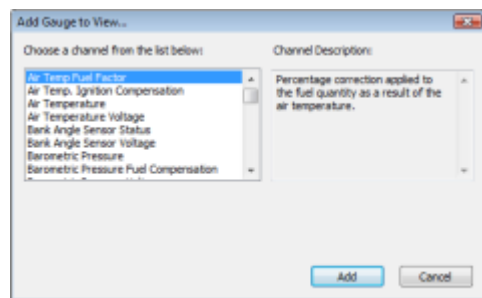 Add Gauge to View...
Choose a channel from the list below:
Channel Description:
Air Temp Fuel Factor
Air Temp. Ignition Compensation
Air Temperature
Air Temperature Voltage
Bank Angle Sensor Status
Bank Angle Sensor Voltage
Barometric Pressure
Barometric Pressure Fuel Compensation
Percentage correction applied to
the fuel quantity as a result of the
air temperature.
Add
Cancel